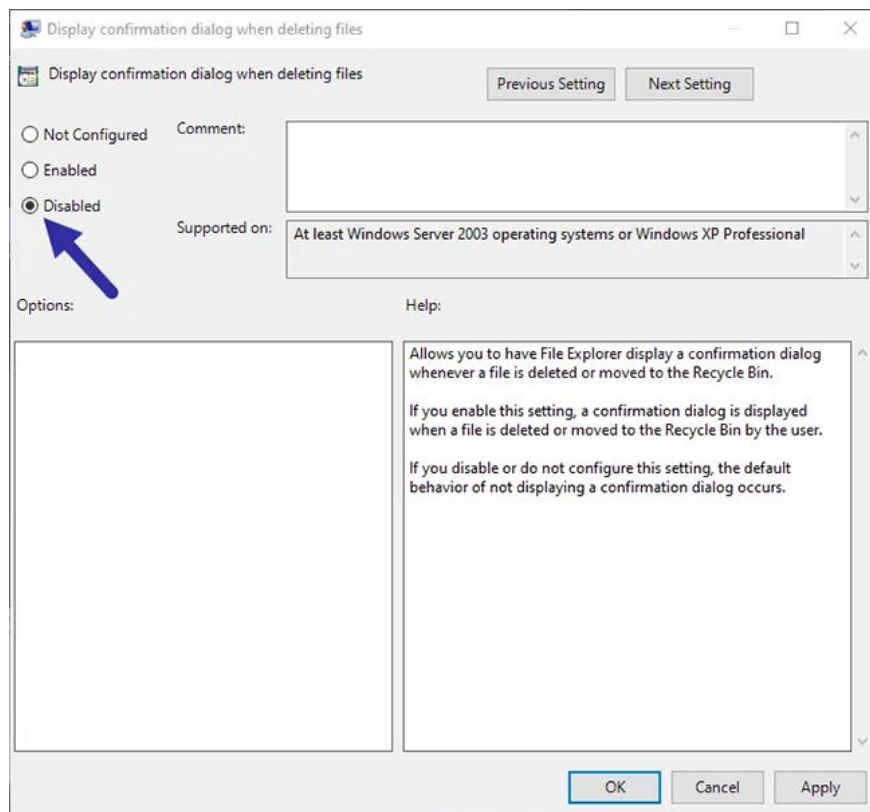 Display confirmation dialog when deleting files
Display confirmation dialog when deleting files
Previous Setting
Next Setting
Not Configured
Comment:
Enabled
Disabled
Supported on:
At least Windows Server 2003 operating systems or Windows XP Professional
Options:
Help:
Allows you to have File Explorer display a confirmation dialog
whenever a file is deleted or moved to the Recycle Bin.
If you enable this setting, a confirmation dialog is displayed
when a file is deleted or moved to the Recycle Bin by the user.
If you disable or do not configure this setting, the default
behavior of not displaying a confirmation dialog occurs.
OK
Cancel
Apply